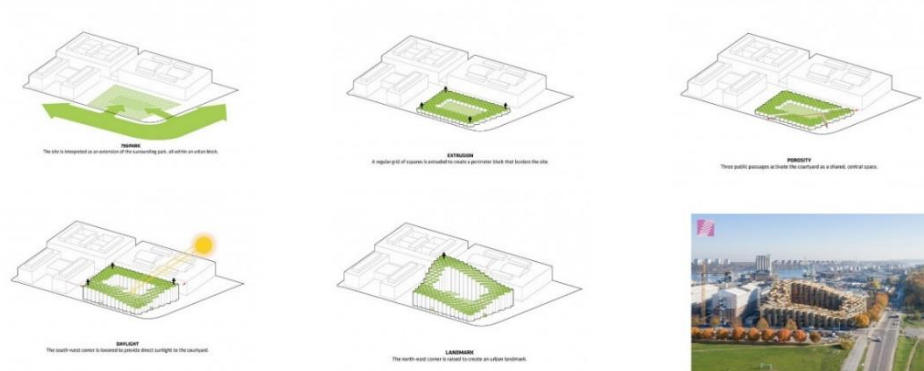 79&PARK
The site is interpreted as an extension of the surrounding park, all within an urban block.
EXTRUSION
A regular grid of squares is extruded to create a perimeter block that borders the site.
POROSITY
Three public passages activate the courtyard as a shared, central space.
DAYLIGHT
The south-west corner is lowered to provide direct sunlight to the courtyard.
LANDMARK
The north-east corner is raised to create an urban landmark.